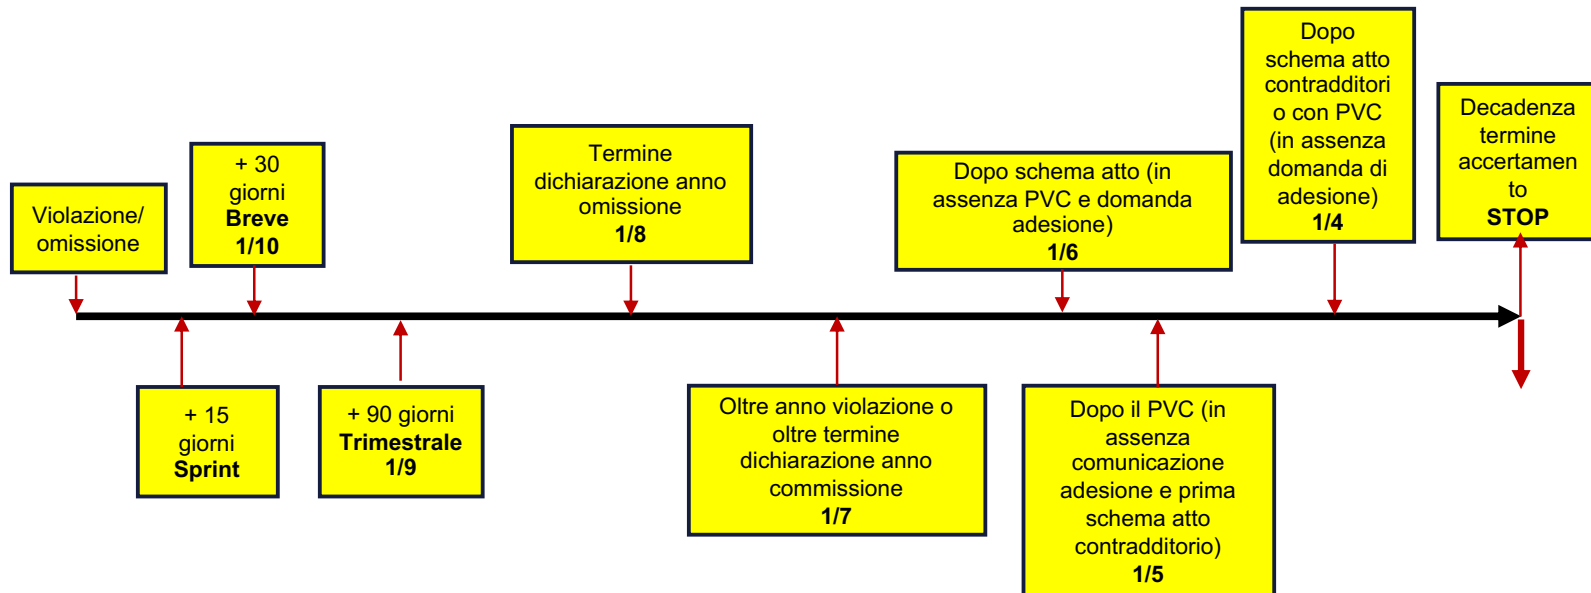 Violazione/
omissione
+ 15
giorni
Sprint
+ 30
giorni
Breve
1/10
+ 90 giorni
Trimestrale
1/9
Termine
dichiarazione anno
omissione
1/8
Oltre anno violazione o
oltre termine
dichiarazione anno
commissione
1/7
Dopo schema atto (in
assenza PVC e domanda
adesione)
1/6
Dopo il PVC (in
assenza
comunicazione
adesione e prima
schema atto
contradditorio)
1/5
Dopo
schema atto
contradditori
o con PVC
(in assenza
domanda di
adesione)
1/4
Decadenza
termine
accertamen
to
STOP